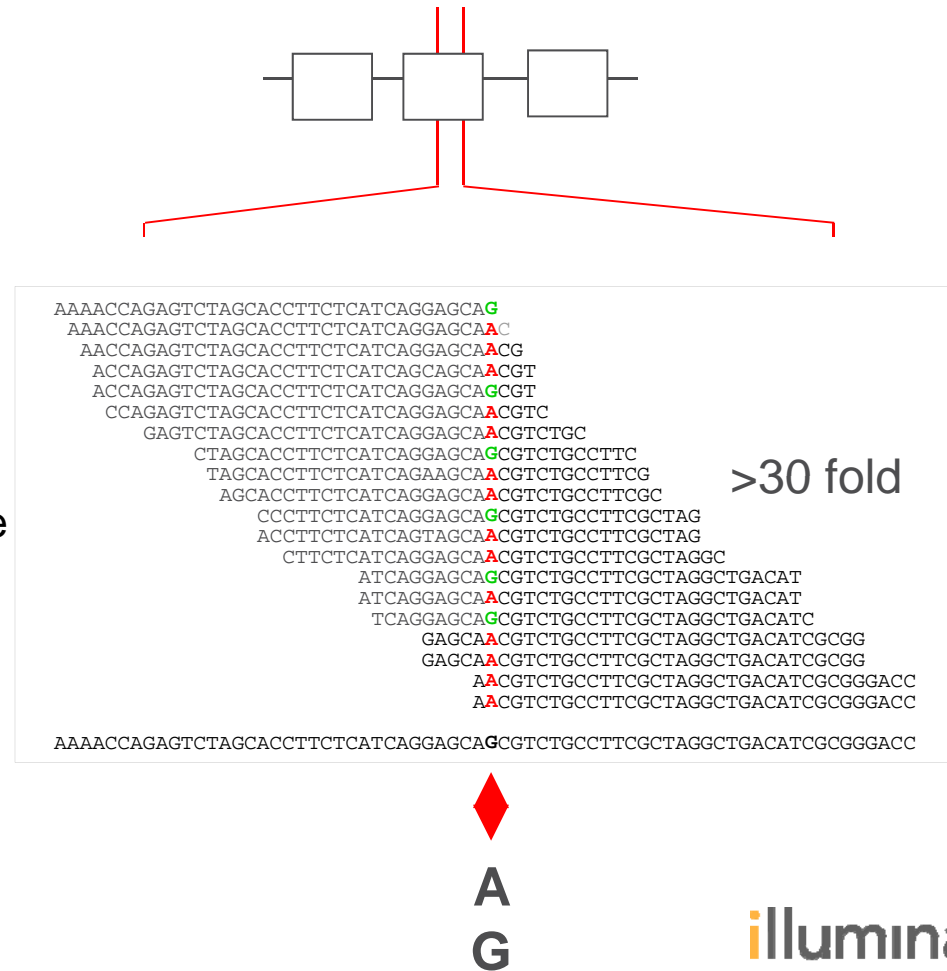 AAAACCAGAGTCTAGCACCTTCTCATCAGGAGCAG
AAACCAGAGTCTAGCACCTTCTCATCAGGAGCAAC
AACCAGAGTCTAGCACCTTCTCATCAGGAGCAACG
ACCAGAGTCTAGCACCTTCTCATCAGCAGCAACGT
ACCAGAGTCTAGCACCTTCTCATCAGGAGCAGCGT
CCAGAGTCTAGCACCTTCTCATCAGGAGCAACGTC
GAGTCTAGCACCTTCTCATCAGGAGCAACGTCTGC
CTAGCACCTTCTCATCAGGAGCAGCGTCTGCCTTC
TAGCACCTTCTCATCAGAAGCAACGTCTGCCTTCG
>30 fold
AGCACCTTCTCATCAGGAGCAACGTCTGCCTTCGC
CCCTTCTCATCAGGAGCAGCGTCTGCCTTCGCTAG
e
ACCTTCTCATCAGTAGCAACGTCTGCCTTCGCTAG
CTTCTCATCAGGAGCAACGTCTGCCTTCGCTAGGC
ATCAGGAGCAGCGTCTGCCTTCGCTAGGCTGACAT
ATCAGGAGCAACGTCTGCCTTCGCTAGGCTGACAT
TCAGGAGCAGCGTCTGCCTTCGCTAGGCTGACATC
GAGCAACGTCTGCCTTCGCTAGGCTGACATCGCGG
GAGCAACGTCTGCCTTCGCTAGGCTGACATCGCGG
AACGTCTGCCTTCGCTAGGCTGACATCGCGGGACC
AACGTCTGCCTTCGCTAGGCTGACATCGCGGGACC
AAAACCAGAGTCTAGCACCTTCTCATCAGGAGCAGCGTCTGCCTTCGCTAGGCTGACATCGCGGGACC
A
G
illumina